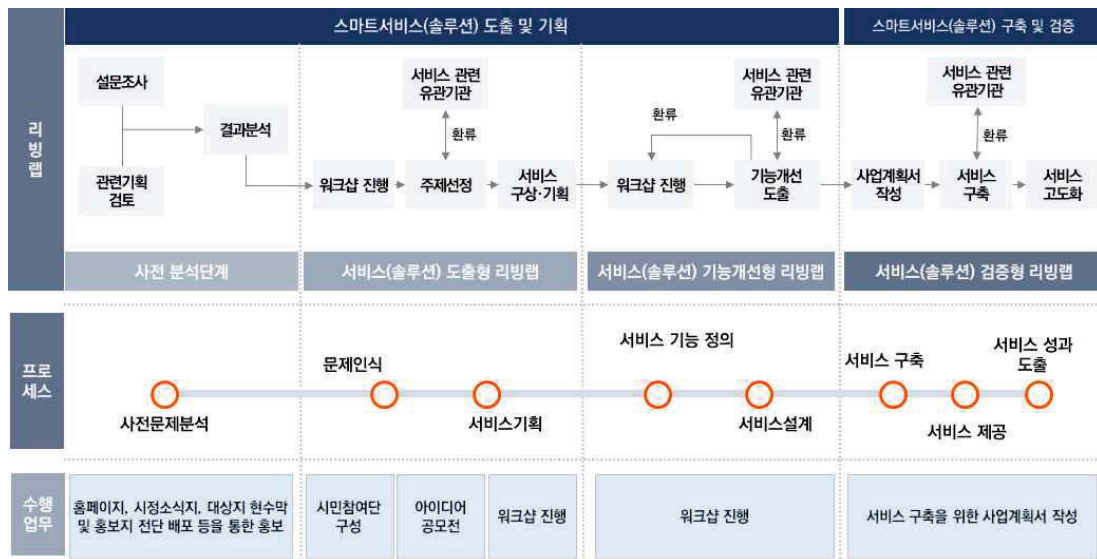 스마트서비스(솔루션) 도출 및 기획
스마트서비스(솔루션) 구축 및 검증
리
빙
랩
설문조사
관련기획
검토
결과분석
서비스 관련
유관기관
환류
워크샵 진행
주제선정
서비스
구상·기획
서비스 관련
유관기관
환류
환류
워크샵 진행
기능개선
도출
서비스 관련
유관기관
환류
사업계획서
작성
서비스
구축
서비스
고도화
사전 분석단계
서비스(솔루션) 도출형 리빙랩
서비스(솔루션) 기능개선형 리빙랩
서비스(솔루션) 검증형 리빙랩
프로
세스
사전문제분석
문제인식
서비스기획
서비스 기능 정의
서비스설계
서비스 구축
서비스 제공
서비스 성과
도출
수행
업무
홈페이지, 시정소식지, 대상지 현수막
및 홍보지 전단 배포 등을 통한 홍보
시민참여단
구성
아이디어
공모전
워크샵 진행
워크샵 진행
서비스 구축을 위한 사업계획서 작성